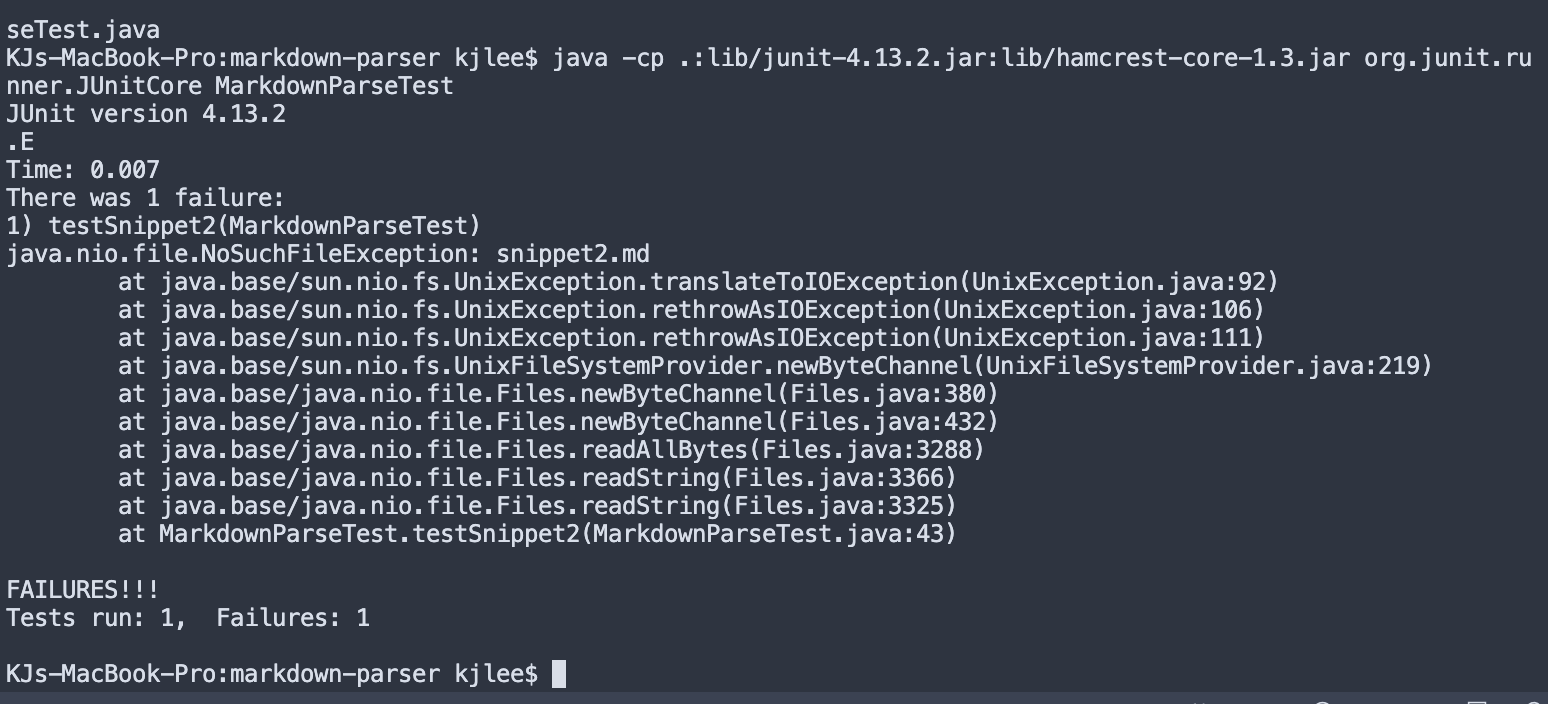 seTest.java
KJs-MacBook-Pro:markdown-parser kjlee$ java -cp .:lib/junit-4.13.2.jar:lib/hamcrest-core-1.3.jar org.junit.ru
nner.JUnitCore MarkdownParseTest
JUnit version 4.13.2
.E
Time: 0.007
There was 1 failure:
1) testSnippet2(MarkdownParseTest)
java.nio.file.NoSuchFileException: snippet2.md
        at java.base/sun.nio.fs.UnixException.translateToIOException(UnixException.java:92)
        at java.base/sun.nio.fs.UnixException.rethrowAsIOException(UnixException.java:106)
        at java.base/sun.nio.fs.UnixException.rethrowAsIOException(UnixException.java:111)
        at java.base/sun.nio.fs.UnixFileSystemProvider.newByteChannel(UnixFileSystemProvider.java:219)
        at java.base/java.nio.file.Files.newByteChannel(Files.java:380)
        at java.base/java.nio.file.Files.newByteChannel(Files.java:432)
        at java.base/java.nio.file.Files.readAllBytes(Files.java:3288)
        at java.base/java.nio.file.Files.readString(Files.java:3366)
        at java.base/java.nio.file.Files.readString(Files.java:3325)
        at MarkdownParseTest.testSnippet2(MarkdownParseTest.java:43)

FAILURES!!!
Tests run: 1,  Failures: 1

KJs-MacBook-Pro:markdown-parser kjlee$